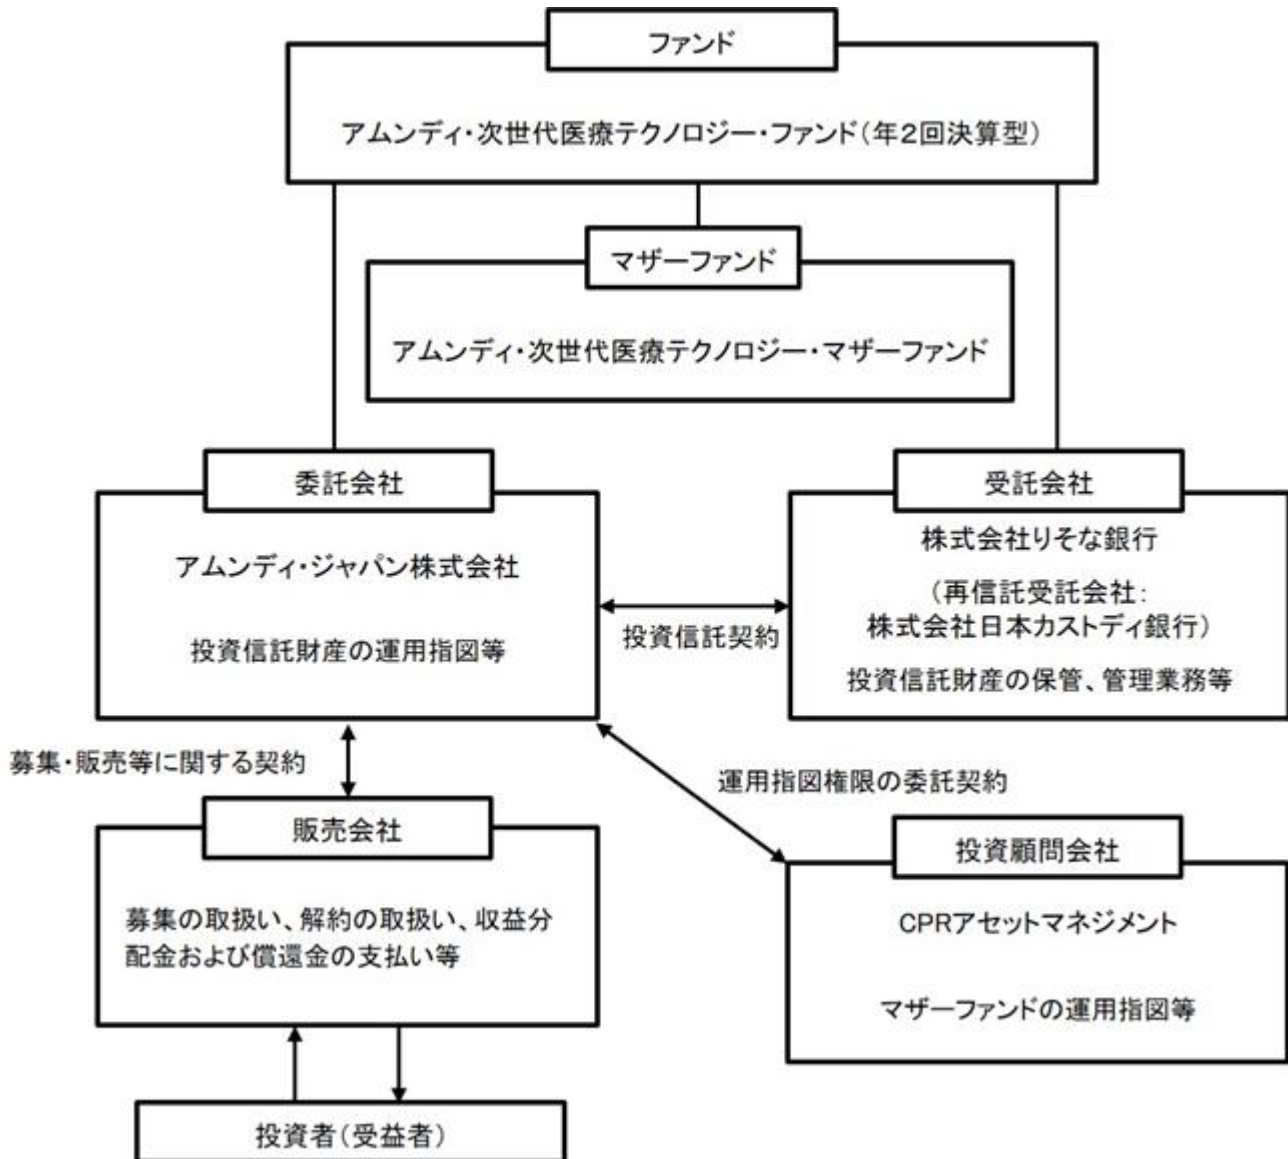 ファンド
アムンディ・次世代医療テクノロジー・ファンド(年2回決算型)
マザーファンド
アムンディ・次世代医療テクノロジー・マザーファンド
委託会社
アムンディ・ジャパン株式会社
投資信託財産の運用指図等
投資信託契約
受託会社
株式会社りそな銀行
(再信託受託会社:
株式会社日本カストディ銀行)
投資信託財産の保管、管理業務等
募集・販売等に関する契約
運用指図権限の委託契約
販売会社
募集の取扱い、解約の取扱い、収益分
配金および償還金の支払い等
投資顧問会社
CPRアセットマネジメント
マザーファンドの運用指図等
投資者(受益者)